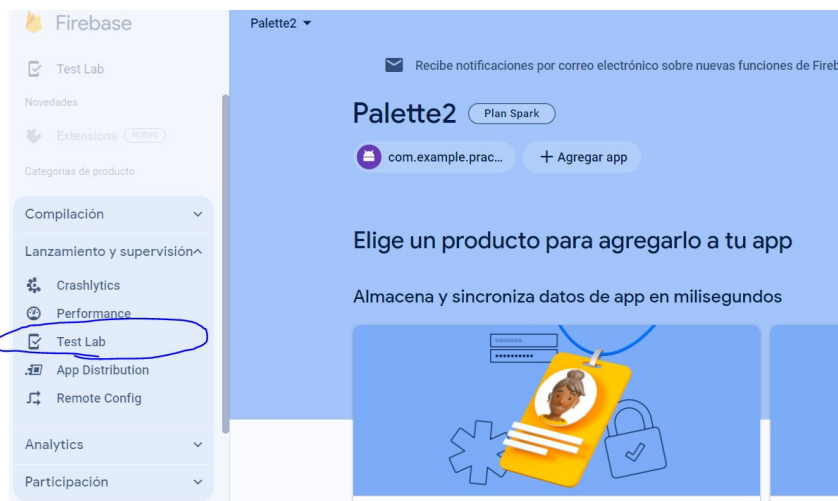 Firebase
Palette2
Test Lab
Recibe notificaciones por correo electrónico sobre nuevas funciones de Fireb
Novedades
Extensions NUEVO
Categorías de producto
Palette2 Plan Spark
com.example.prac... + Agregar app
Compilación
Lanzamiento y supervisión
Crashlytics
Performance
Test Lab
App Distribution
Remote Config
Analytics
Participación
Elige un producto para agregarlo a tu app
Almacena y sincroniza datos de app en milisegundos